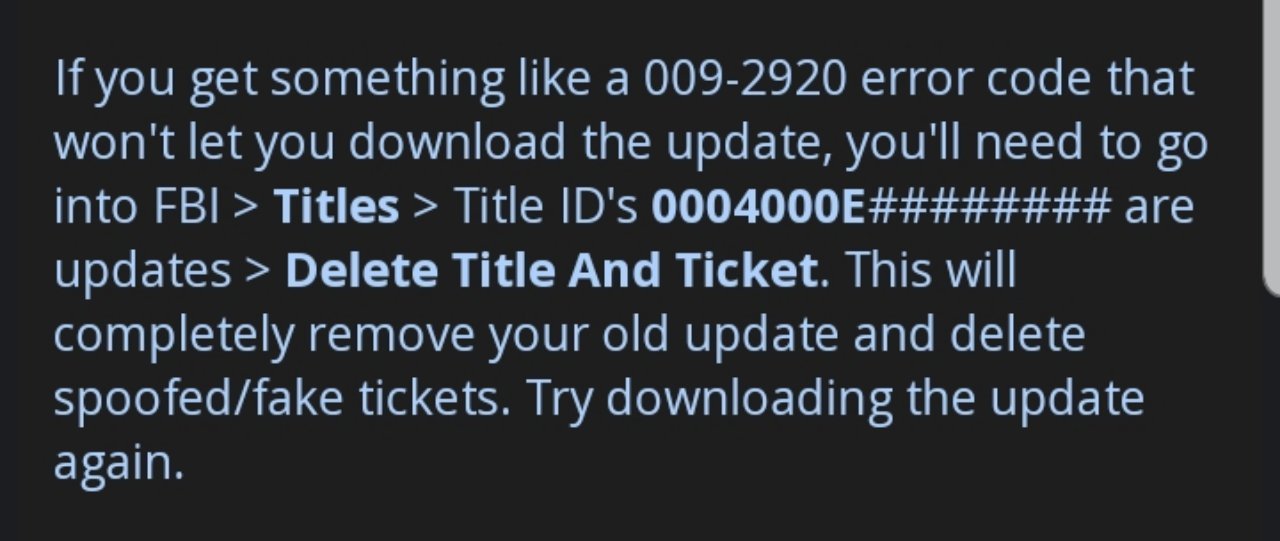 If you get something like a 009-2920 error code that
won't let you download the update, you'll need to go
into FBI > Titles > Title ID's 0004000E######## are
updates > Delete Title And Ticket. This will
completely remove your old update and delete
spoofed/fake tickets. Try downloading the update
again.